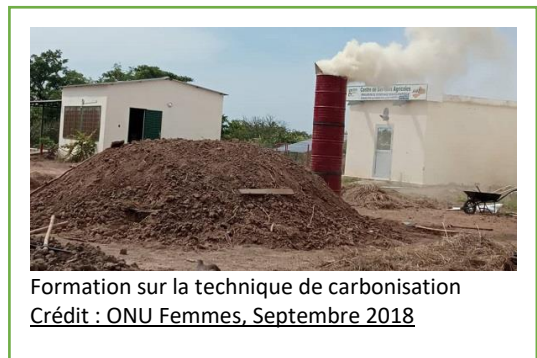 Centre de Services Agricoles
Formation sur la technique de carbonisation
Crédit : ONU Femmes, Septembre 2018